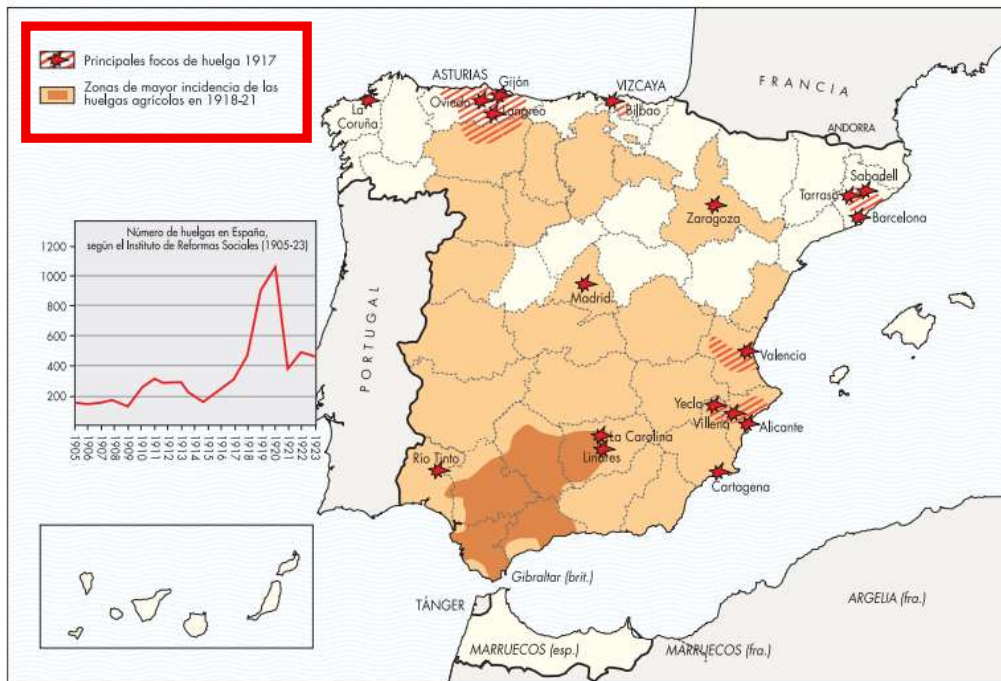 Principales focos de huelga 1917
Zonas de mayor incidencia de las
huelgas agrícolas en 1918-21
FRANCIA
ANDORRA
ASTURIAS
Gijón
Oviedo
Langreo
VIZCAYA
Bilbao
La
Coruña
Sabadell
Tarrasa
Barcelona
Zaragoza
Madrid
PORTUGAL
Número de huelgas en España,
según el Instituto de Reformas Sociales (1905-23)
1200
1000
800
600
400
200
1905
1906
1907
1908
1909
1910
1911
1912
1913
1914
1915
1916
1917
1918
1919
1920
1921
1922
1923
Valencia
Yecla
Villena
Alicante
La Carolina
Linares
Río Tinto
Cartagena
Gibraltar (brit.)
TÁNGER
MARRUECOS (esp.)
MARRUECOS (fra.)
ARGELIA (fra.)